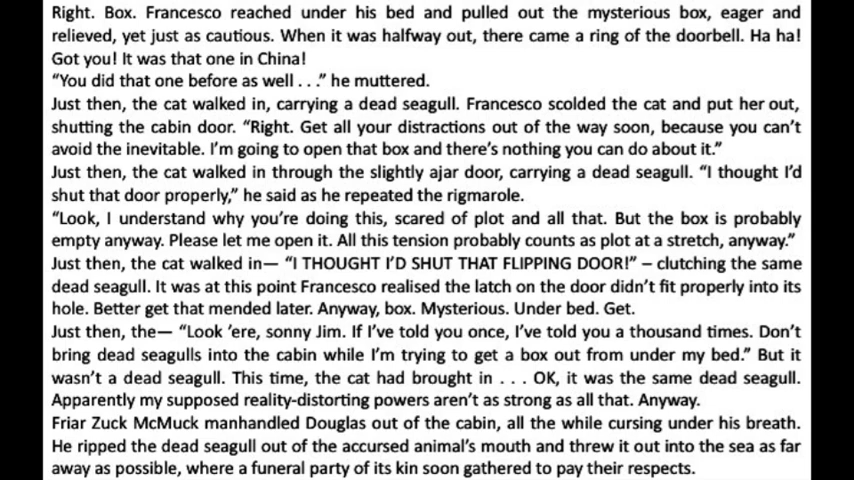 Right. Box. Francesco reached under his bed and pulled out the mysterious box, eager and
relieved, yet just as cautious. When it was halfway out, there came a ring of the doorbell. Ha ha!
Got you! It was that one in China!
“You did that one before as well . . .” he muttered.
Just then, the cat walked in, carrying a dead seagull. Francesco scolded the cat and put her out,
shutting the cabin door. “Right. Get all your distractions out of the way soon, because you can’t
avoid the inevitable. I’m going to open that box and there’s nothing you can do about it.”
Just then, the cat walked in through the slightly ajar door, carrying a dead seagull. “I thought I’d
shut that door properly,” he said as he repeated the rigmarole.
“Look, I understand why you’re doing this, scared of plot and all that. But the box is probably
empty anyway. Please let me open it. All this tension probably counts as plot at a stretch, anyway.”
Just then, the cat walked in— “I THOUGHT I’D SHUT THAT FLIPPING DOOR!” – clutching the same
dead seagull. It was at this point Francesco realised the latch on the door didn’t fit properly into its
hole. Better get that mended later. Anyway, box. Mysterious. Under bed. Get.
Just then, the— “Look ’ere, sonny Jim. If I’ve told you once, I’ve told you a thousand times. Don’t
bring dead seagulls into the cabin while I’m trying to get a box out from under my bed.” But it
wasn’t a dead seagull. This time, the cat had brought in . . . OK, it was the same dead seagull.
Apparently my supposed reality-distorting powers aren’t as strong as all that. Anyway.
Friar Zuck McMuck manhandled Douglas out of the cabin, all the while cursing under his breath.
He ripped the dead seagull out of the accursed animal’s mouth and threw it out into the sea as far
away as possible, where a funeral party of its kin soon gathered to pay their respects.